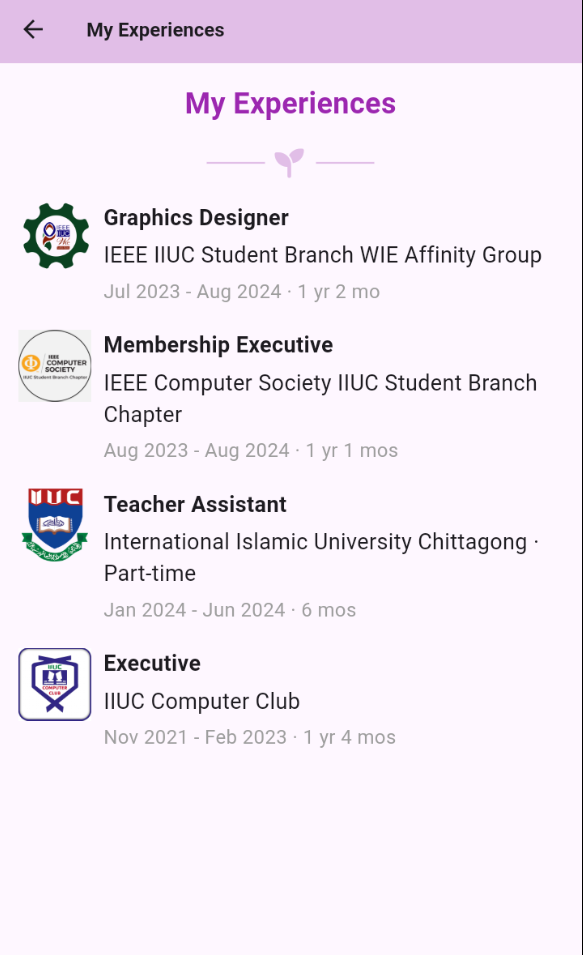 My Experiences
My Experiences
Graphics Designer
IEEE IIUC Student Branch WIE Affinity Group
Jul 2023 - Aug 2024 · 1 yr 2 mo
IEEE
IIUC
WIE
Membership Executive
IEEE Computer Society IIUC Student Branch
Chapter
Aug 2023 - Aug 2024 · 1 yr 1 mos
IEEE
COMPUTER
SOCIETY
IIUC Student Branch Chapter
Teacher Assistant
International Islamic University Chittagong ·
Part-time
Jan 2024 - Jun 2024 · 6 mos
IIUC
Executive
IIUC Computer Club
Nov 2021 - Feb 2023 · 1 yr 4 mos
IIUC
COMPUTER
CLUB